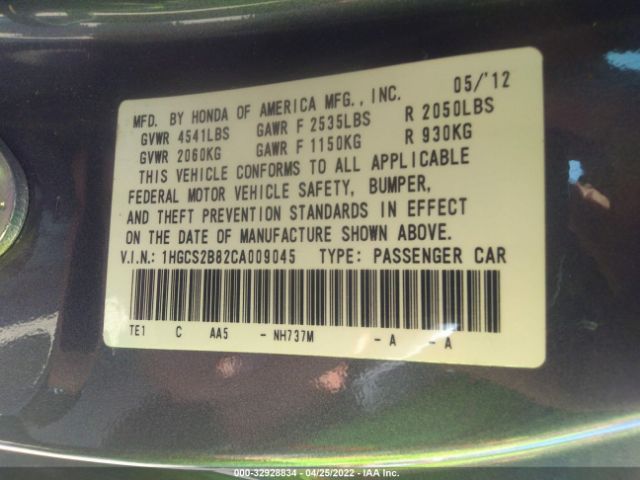 MFD. BY HONDA OF AMERICA MFG., INC. 05/'12
GVWR 4541LBS GAWR F 2535LBS R 2050LBS
GVWR 2060KG GAWR F 1150KG R 930KG
THIS VEHICLE CONFORMS TO ALL APPLICABLE
FEDERAL MOTOR VEHICLE SAFETY, BUMPER,
AND THEFT PREVENTION STANDARDS IN EFFECT
ON THE DATE OF MANUFACTURE SHOWN ABOVE.
V.I.N.: 1HGCS2B82CA009045 TYPE: PASSENGER CAR
TE1 C AA5 - NH737M - A - A
000-32928834 - 04/25/2022 - IAA Inc.